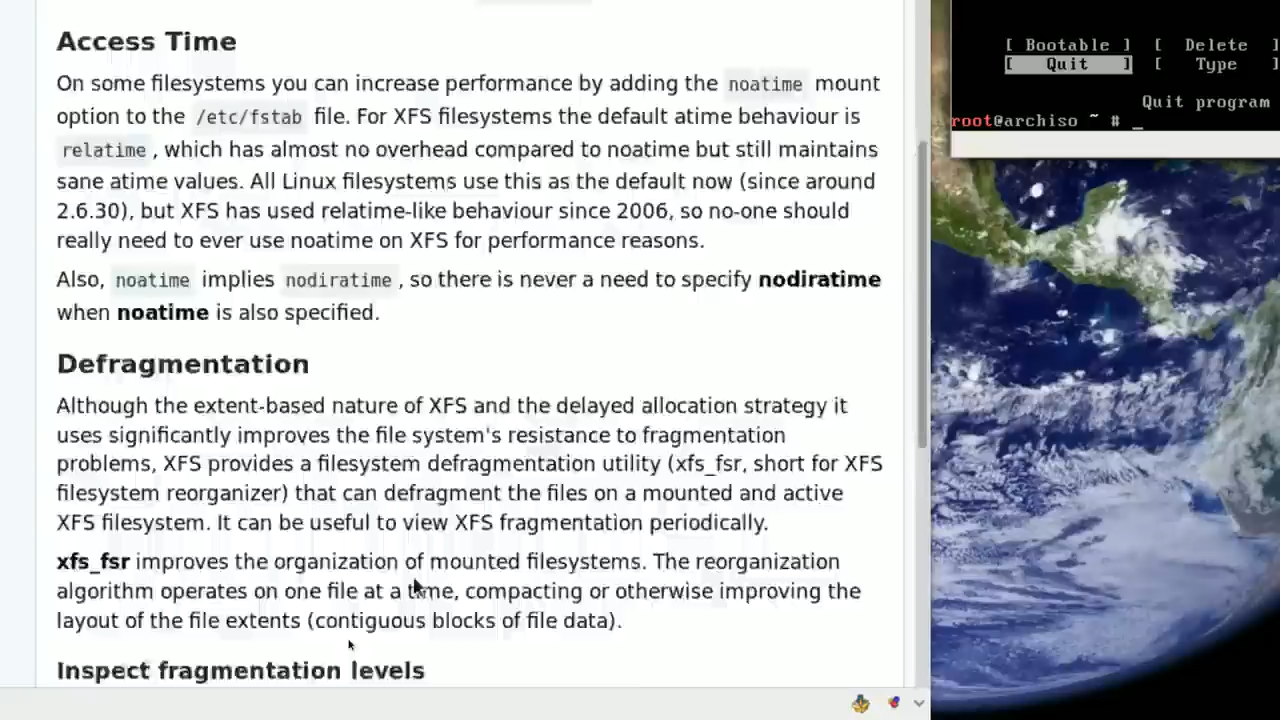 Access Time
On some filesystems you can increase performance by adding the noatime mount
option to the /etc/fstab file. For XFS filesystems the default atime behaviour is
relatime , which has almost no overhead compared to noatime but still maintains
sane atime values. All Linux filesystems use this as the default now (since around
2.6.30), but XFS has used relatime-like behaviour since 2006, so no-one should
really need to ever use noatime on XFS for performance reasons.
Also, noatime implies nodiratime , so there is never a need to specify nodiratime
when noatime is also specified.
Defragmentation
Although the extent-based nature of XFS and the delayed allocation strategy it
uses significantly improves the file system's resistance to fragmentation
problems, XFS provides a filesystem defragmentation utility (xfs_fsr, short for XFS
filesystem reorganizer) that can defragment the files on a mounted and active
XFS filesystem. It can be useful to view XFS fragmentation periodically.
xfs_fsr improves the organization of mounted filesystems. The reorganization
algorithm operates on one file at a time, compacting or otherwise improving the
layout of the file extents (contiguous blocks of file data).
Inspect fragmentation levels
[ Bootable ] [ Delete ]
[ Quit ] [ Type ]
Quit program
root@archiso ~ # _